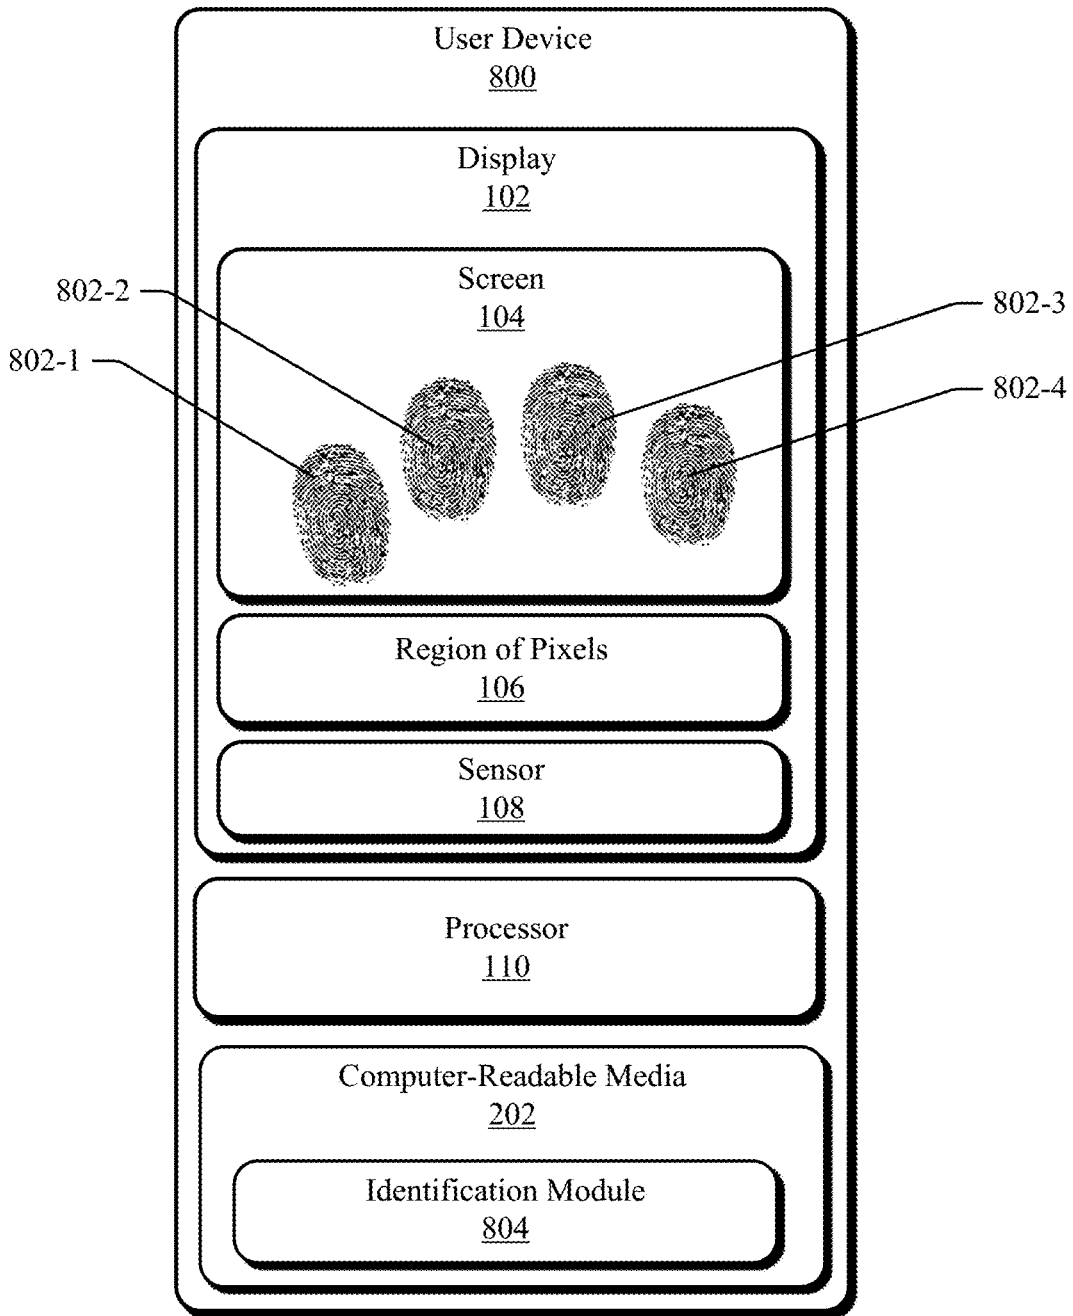 User Device
800
Display
102
Screen
104
802-2
802-3
802-1
802-4
Region of Pixels
106
Sensor
108
Processor
110
Computer-Readable Media
202
Identification Module
804